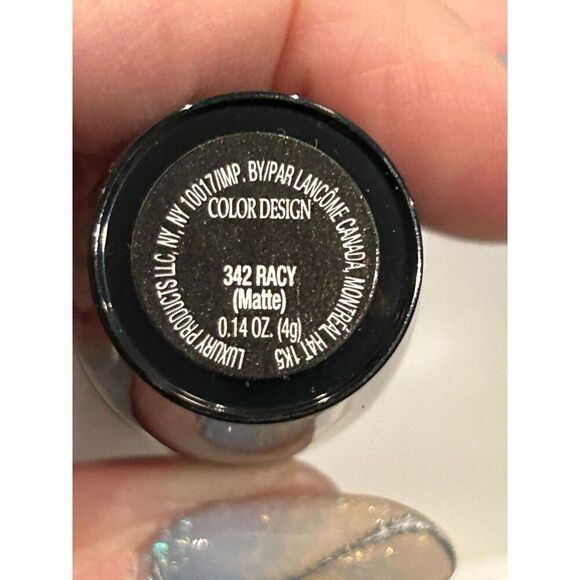 LUXURY PRODUCTS LLC, NY, NY 10017/IMP. BY/PAR LANCÔME CANADA, MONTRÉAL H4T 1K5
COLOR DESIGN
342 RACY
(Matte)
0.14 OZ. (4g)